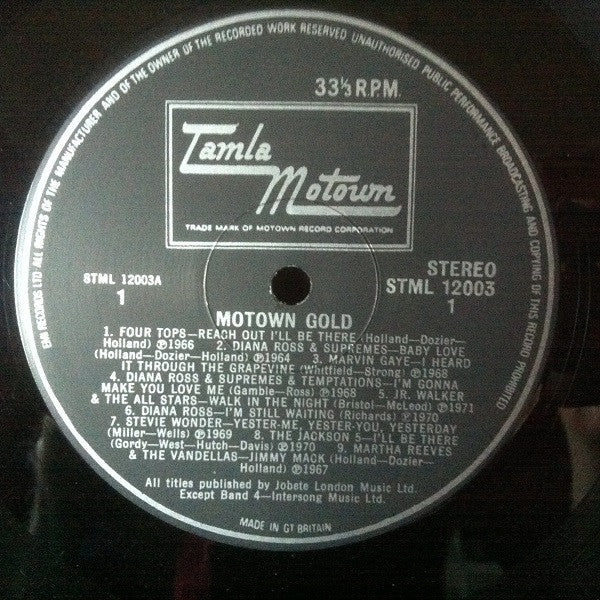 EMI RECORDS LTD ALL RIGHTS OF THE MANUFACTURER AND OF THE OWNER OF THE RECORDED WORK RESERVED UNAUTHORISED PUBLIC PERFORMANCE BROADCASTING AND COPYING OF THIS RECORD PROHIBITED
33⅓ R.P.M.
Tamla
Motown
TRADE MARK OF MOTOWN RECORD CORPORATION
STML 12003A
1
STEREO
STML 12003
1
MOTOWN GOLD
1. FOUR TOPS—REACH OUT I'LL BE THERE (Holland—Dozier-
Holland) ℗1966 2. DIANA ROSS & SUPREMES—BABY LOVE
(Holland—Dozier-Holland) ℗1964 3. MARVIN GAYE—I HEARD
IT THROUGH THE GRAPEVINE (Whitfield—Strong) ℗1968
4. DIANA ROSS & SUPREMES & TEMPTATIONS—I'M GONNA
MAKE YOU LOVE ME (Gamble—Ross) ℗1968 5. JR. WALKER
& THE ALL STARS—WALK IN THE NIGHT (Bristol—McLeod) ℗1971
6. DIANA ROSS—I'M STILL WAITING (Richards) ℗1970
7. STEVIE WONDER—YESTER-ME, YESTER-YOU, YESTERDAY
(Miller—Wells) ℗1969 8. THE JACKSON 5—I'LL BE THERE
(Gordy—West—Hutch—Davis) ℗1970 9. MARTHA REEVES
& THE VANDELLAS—JIMMY MACK (Holland—Dozier-
Holland) ℗1967
All titles published by Jobete London Music Ltd.
Except Band 4—Intersong Music Ltd.
MADE IN GT BRITAIN